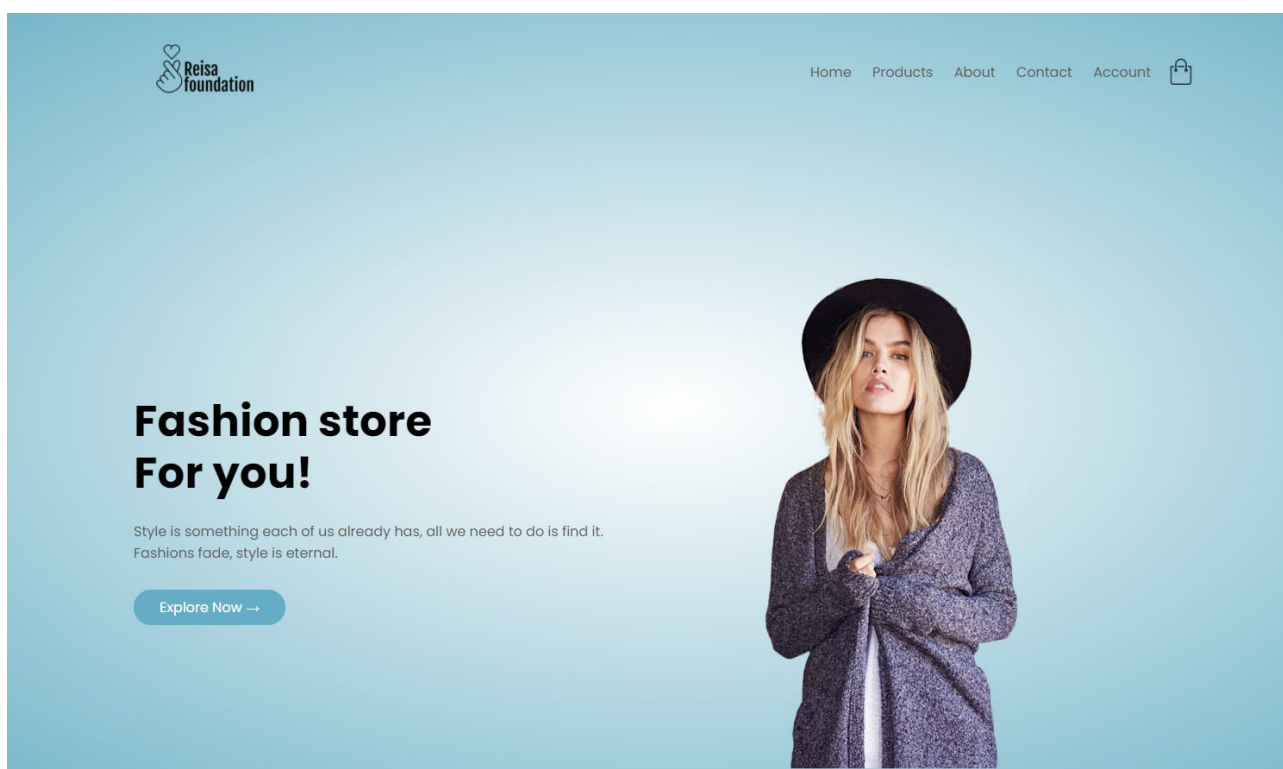 Reisa
foundation
Home Products About Contact Account
Fashion store
For you!
Style is something each of us already has, all we need to do is find it.
Fashions fade, style is eternal.
Explore Now →